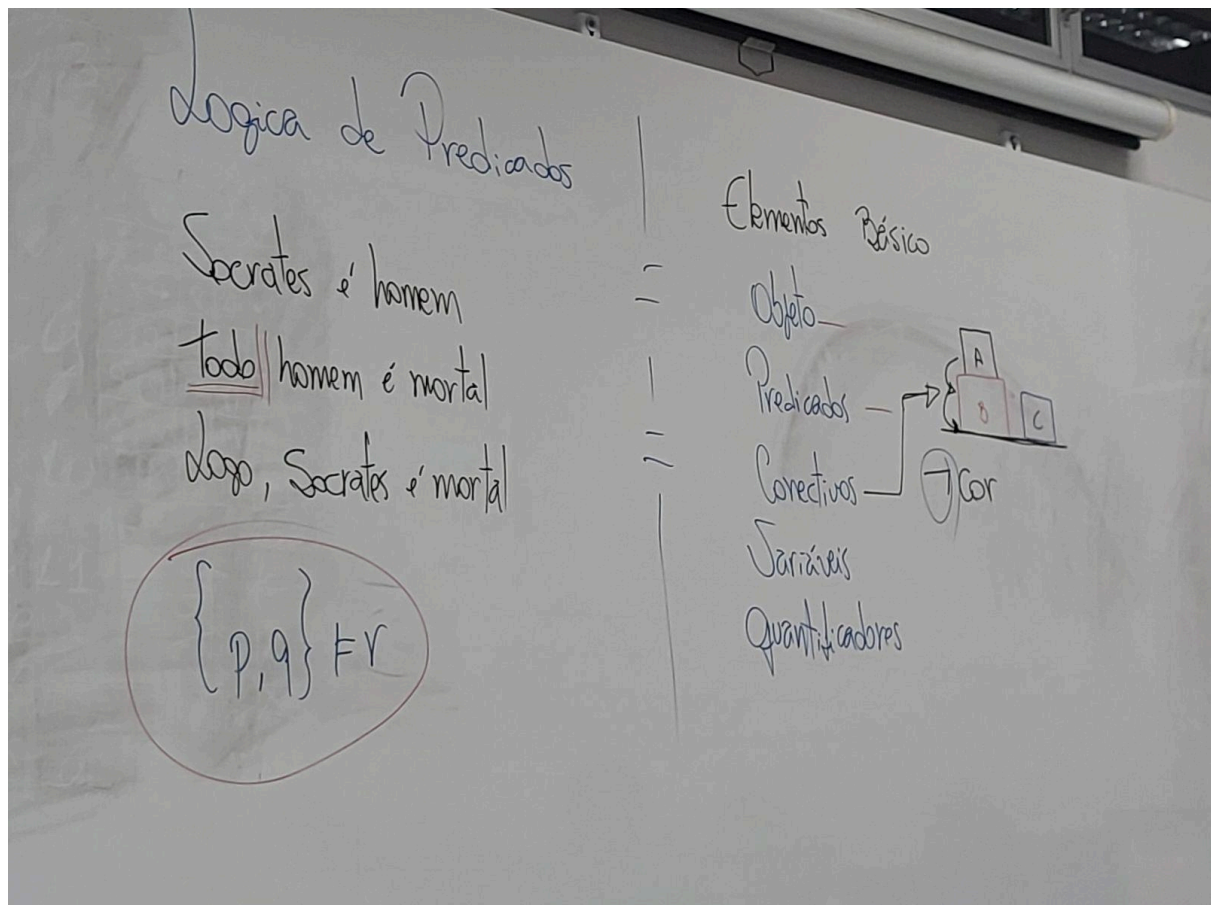 Logica de Predicados
Socrates é homem
Todo homem é mortal
Logo, Socrates é mortal
{p, q} ⊨ r
Elementos Básico
Objeto
Predicados
Conectivos
Variáveis
Quantificadores
A
B
C
¬Cor